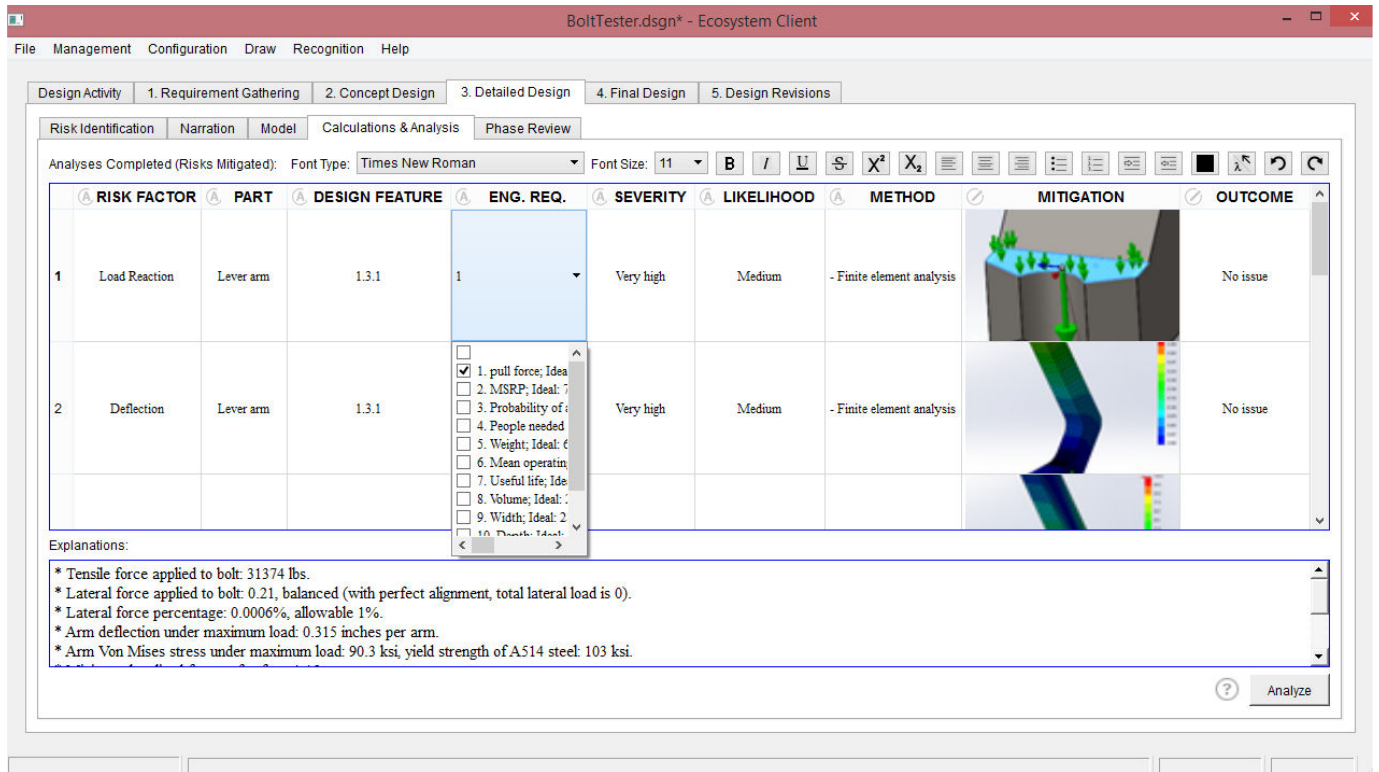 BoltTester.dsgn* - Ecosystem Client
File Management Configuration Draw Recognition Help
Design Activity 1. Requirement Gathering 2. Concept Design 3. Detailed Design 4. Final Design 5. Design Revisions
Risk Identification Narration Model Calculations & Analysis Phase Review
Analyses Completed (Risks Mitigated): Font Type: Times New Roman Font Size: 11 B I U S X² X₂
RISK FACTOR PART DESIGN FEATURE ENG. REQ. SEVERITY LIKELIHOOD METHOD MITIGATION OUTCOME
1 Load Reaction Lever arm 1.3.1 1 Very high Medium - Finite element analysis No issue
2 Deflection Lever arm 1.3.1 Very high Medium - Finite element analysis No issue
1. pull force; Idea
2. MSRP; Ideal: 7
3. Probability of
4. People needed
5. Weight; Ideal: 6
6. Mean operatin
7. Useful life; Ide
8. Volume; Ideal:
9. Width; Ideal: 2
10. Depth; Ideal:
Explanations:
* Tensile force applied to bolt: 31374 lbs.
* Lateral force applied to bolt: 0.21, balanced (with perfect alignment, total lateral load is 0).
* Lateral force percentage: 0.0006%, allowable 1%.
* Arm deflection under maximum load: 0.315 inches per arm.
* Arm Von Mises stress under maximum load: 90.3 ksi, yield strength of A514 steel: 103 ksi.
? Analyze